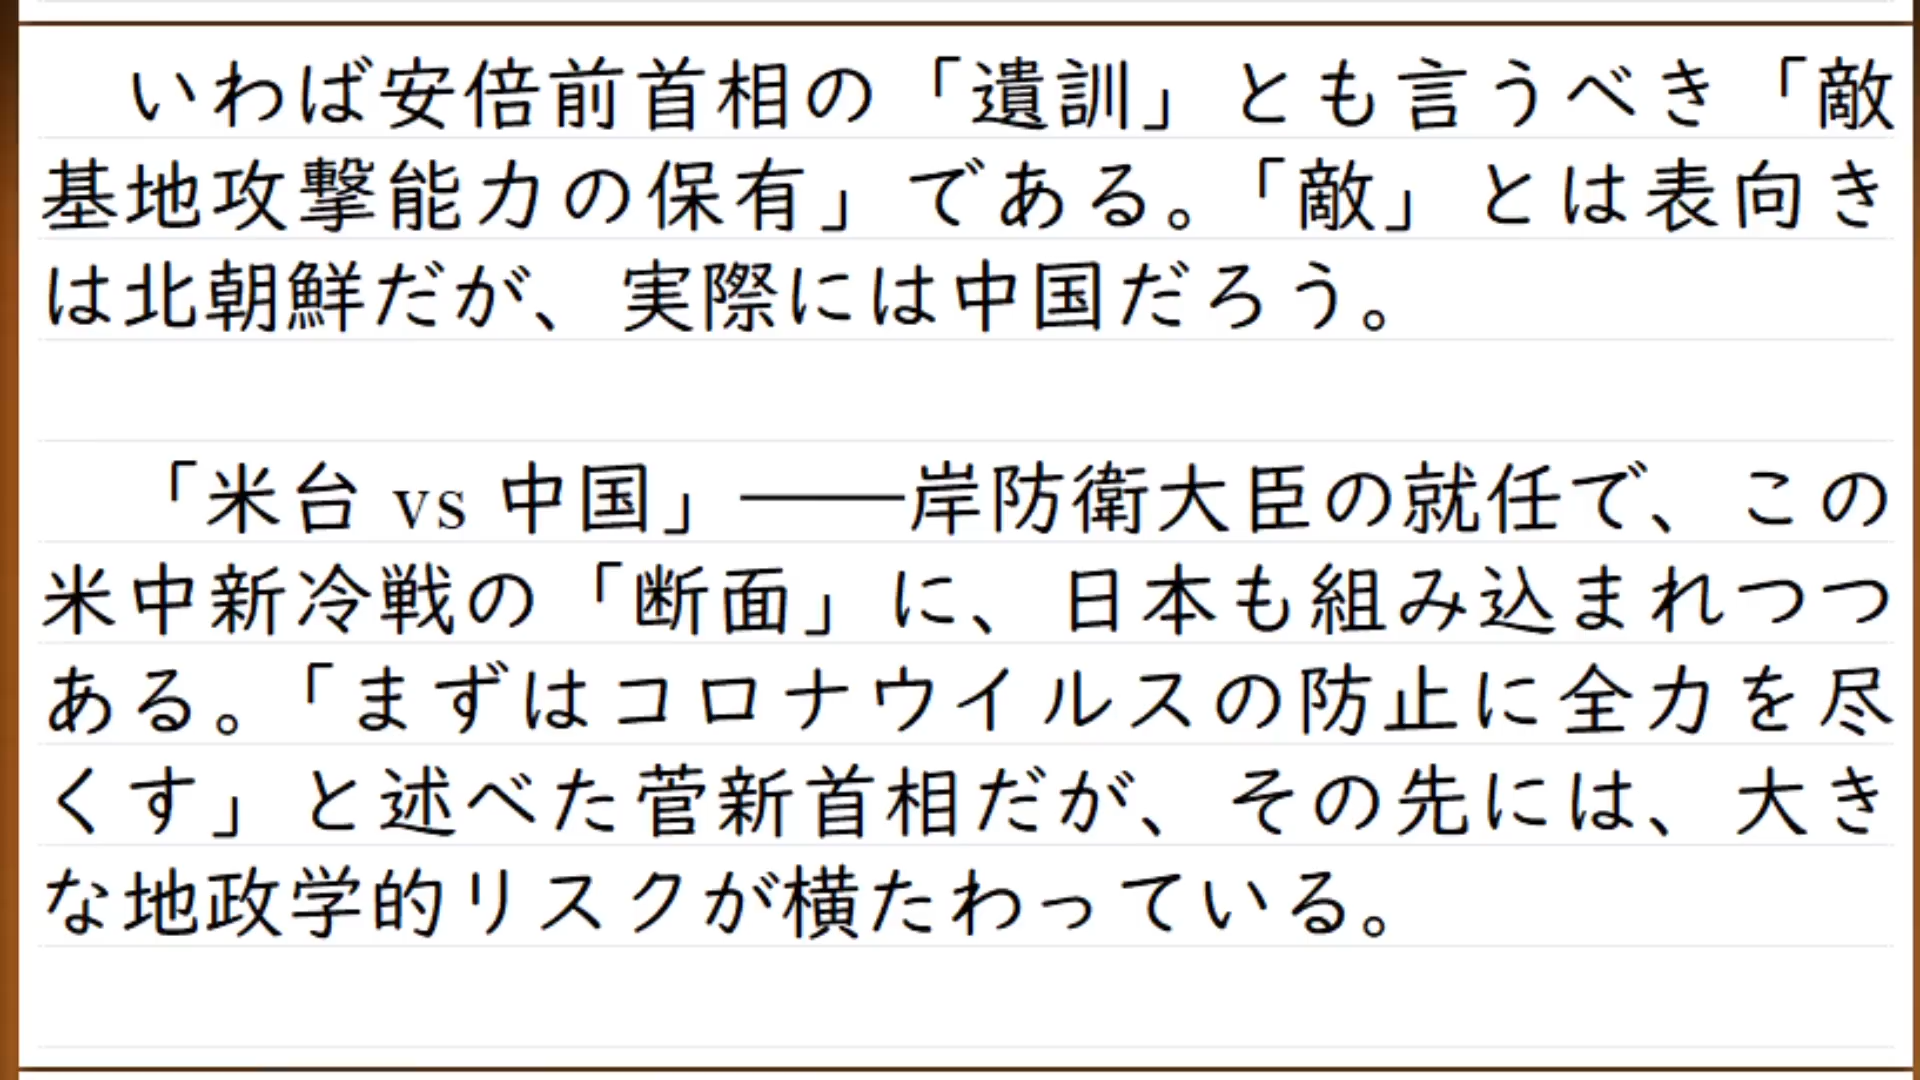 いわば安倍前首相の「遺訓」とも言うべき「敵
基地攻撃能力の保有」である。「敵」とは表向き
は北朝鮮だが、実際には中国だろう。
「米台 vs 中国」――岸防衛大臣の就任で、この
米中新冷戦の「断面」に、日本も組み込まれつつ
ある。「まずはコロナウイルスの防止に全力を尽
くす」と述べた菅新首相だが、その先には、大き
な地政学的リスクが横たわっている。